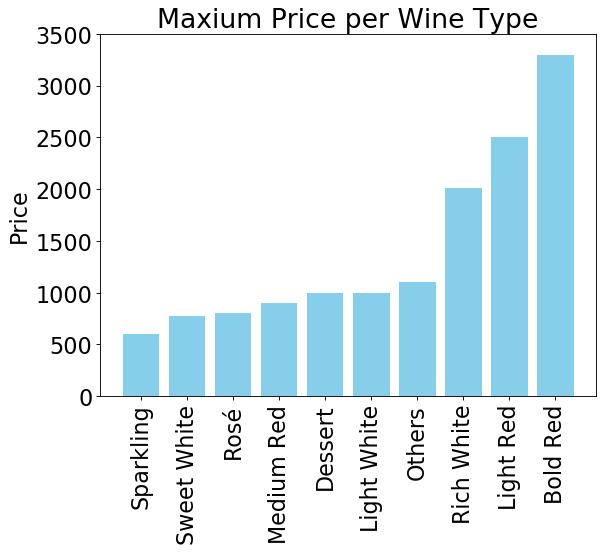 Maxium Price per Wine Type
Price
3500
3000
2500
2000
1500
1000
500
0
Sparkling
Sweet White
Rosé
Medium Red
Dessert
Light White
Others
Rich White
Light Red
Bold Red